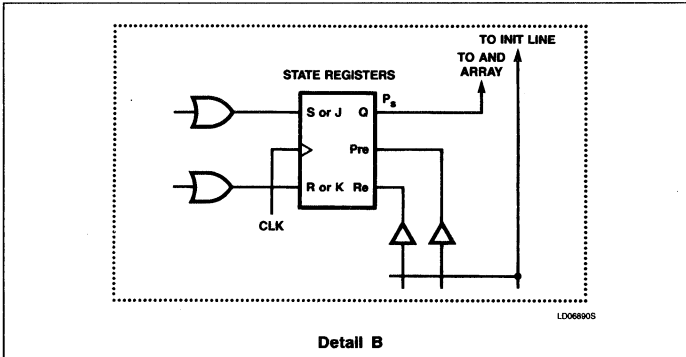 TO INIT LINE
TO AND
ARRAY
STATE REGISTERS
S or J Q
Ps
Pre
R or K Re
CLK
LD06890S
Detail B